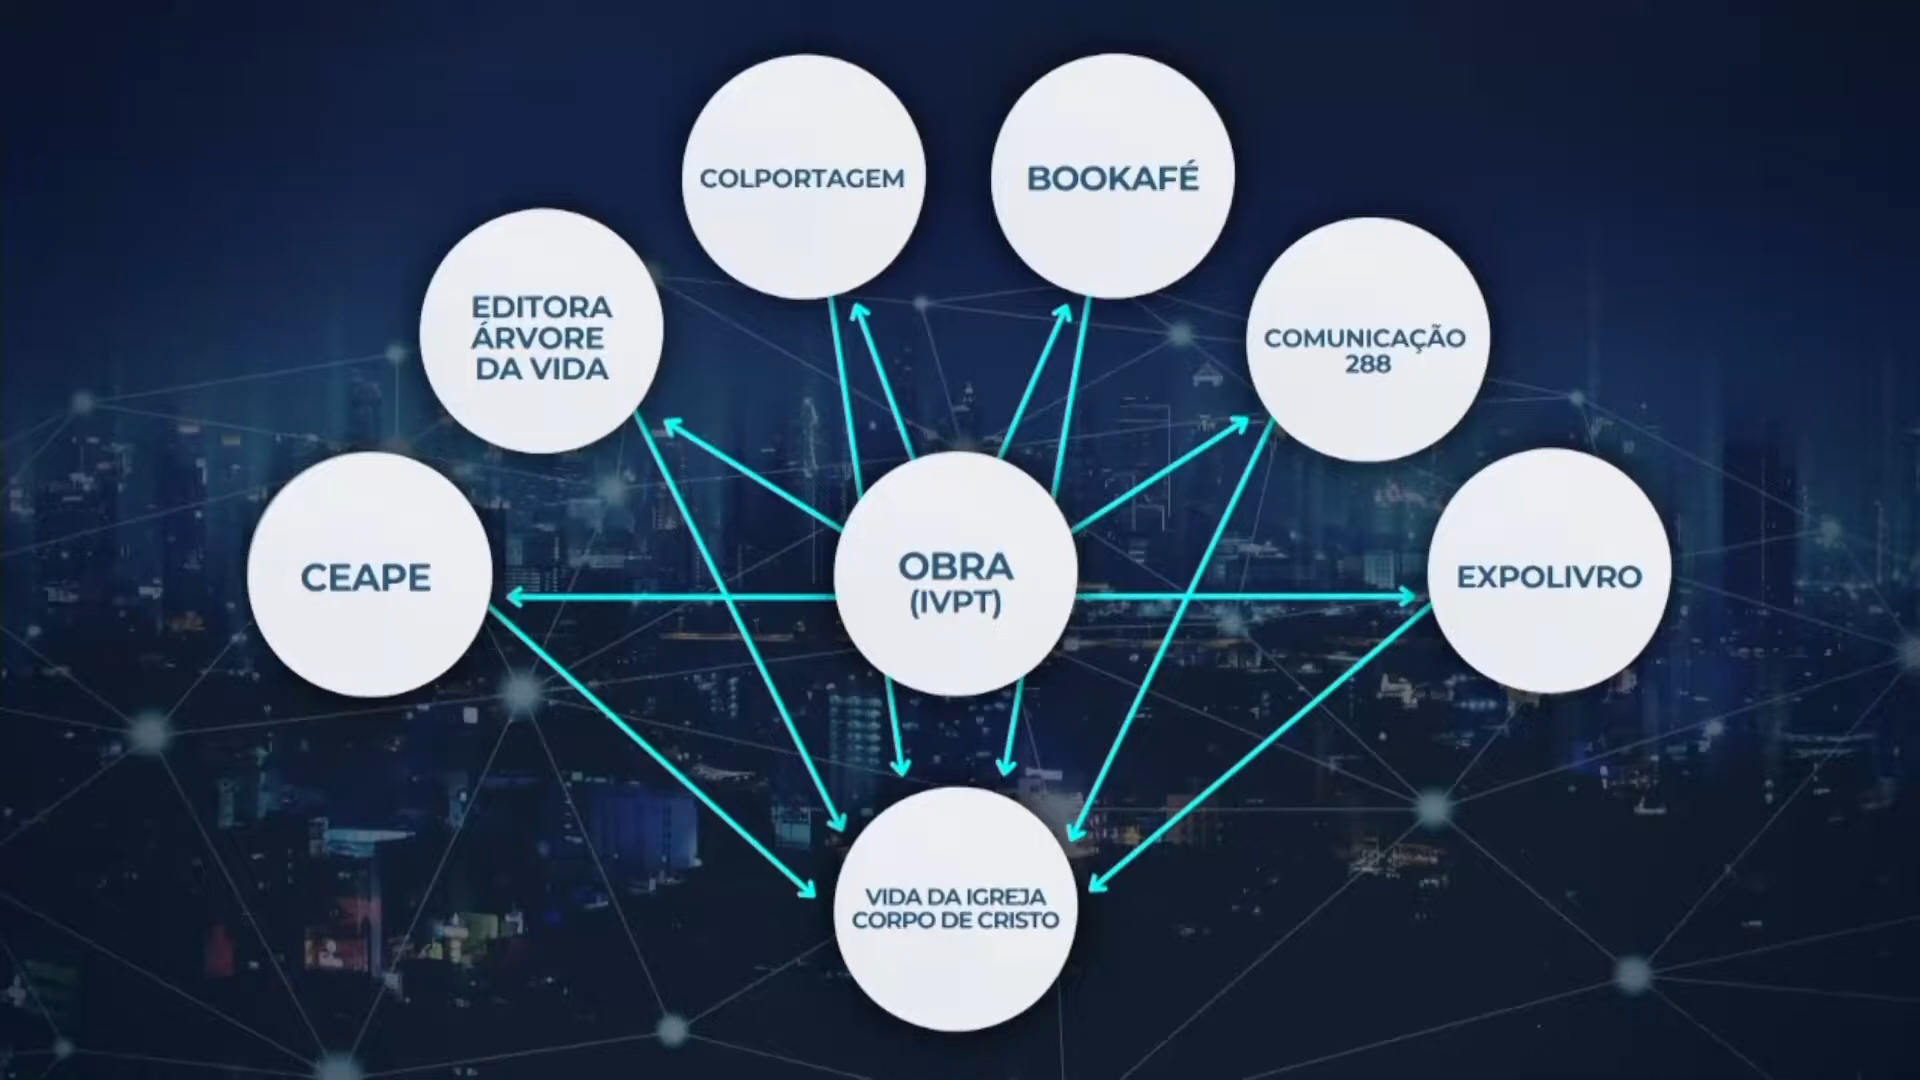 COLPORTAGEM
BOOKAFÉ
EDITORA
ÁRVORE
DA VIDA
COMUNICAÇÃO
288
CEAPE
OBRA
(IVPT)
EXPOLIVRO
VIDA DA IGREJA
CORPO DE CRISTO